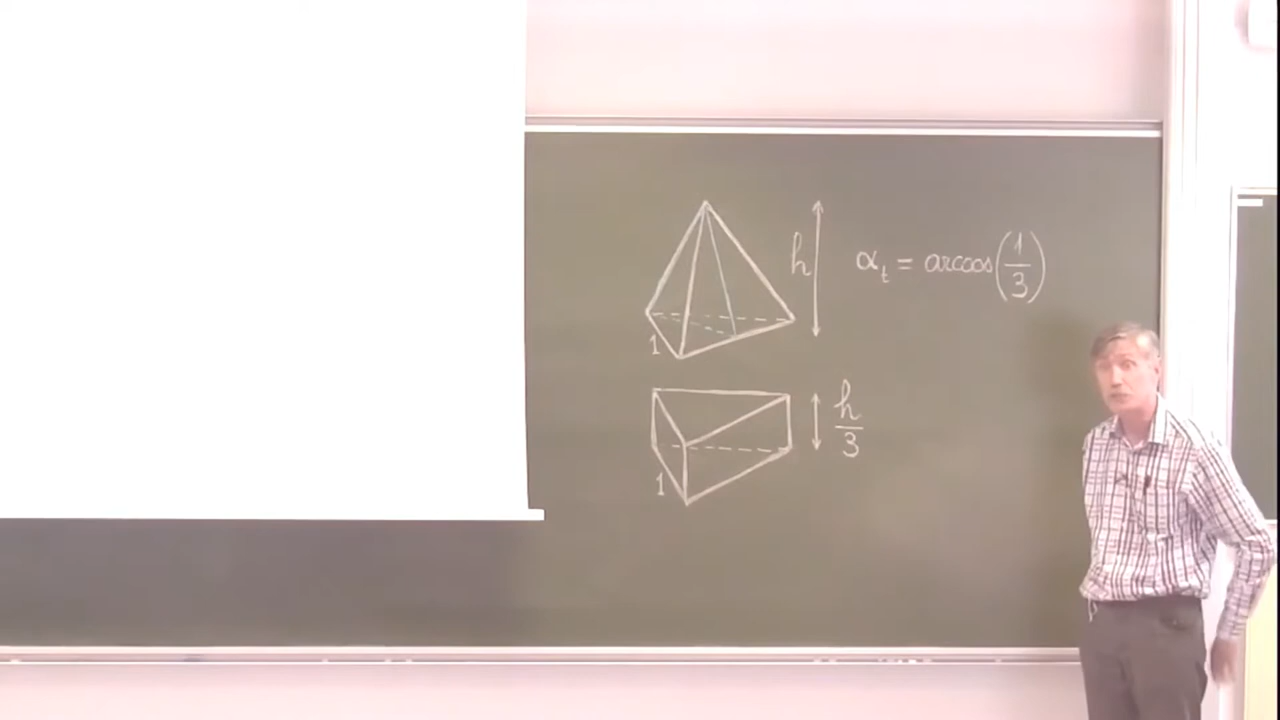 h
α_t = arccos(1/3)
1
h/3
1